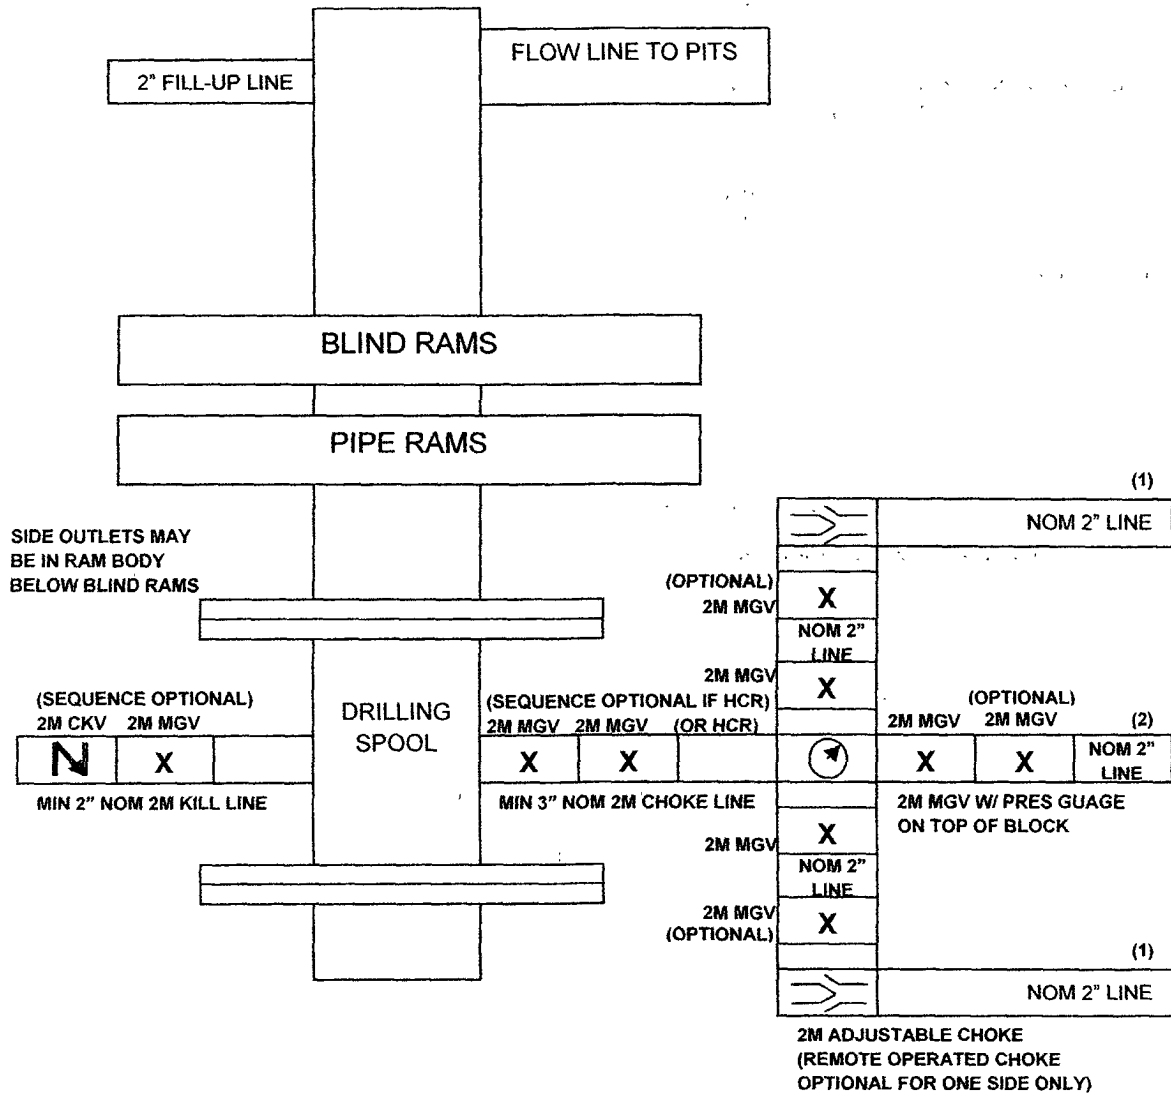 FLOW LINE TO PITS
2" FILL-UP LINE
BLIND RAMS
PIPE RAMS
(1)
NOM 2" LINE
SIDE OUTLETS MAY
BE IN RAM BODY
BELOW BLIND RAMS
(OPTIONAL)
2M MGV
X
NOM 2"
LINE
2M MGV
X
(SEQUENCE OPTIONAL)
2M CKV 2M MGV
N X
MIN 2" NOM 2M KILL LINE
DRILLING
SPOOL
(SEQUENCE OPTIONAL IF HCR)
2M MGV 2M MGV (OR HCR)
X X
MIN 3" NOM 2M CHOKE LINE
(OPTIONAL)
2M MGV 2M MGV (2)
X X NOM 2"
LINE
2M MGV W/ PRES GUAGE
ON TOP OF BLOCK
2M MGV
X
NOM 2"
LINE
2M MGV
(OPTIONAL)
X
(1)
NOM 2" LINE
2M ADJUSTABLE CHOKE
(REMOTE OPERATED CHOKE
OPTIONAL FOR ONE SIDE ONLY)